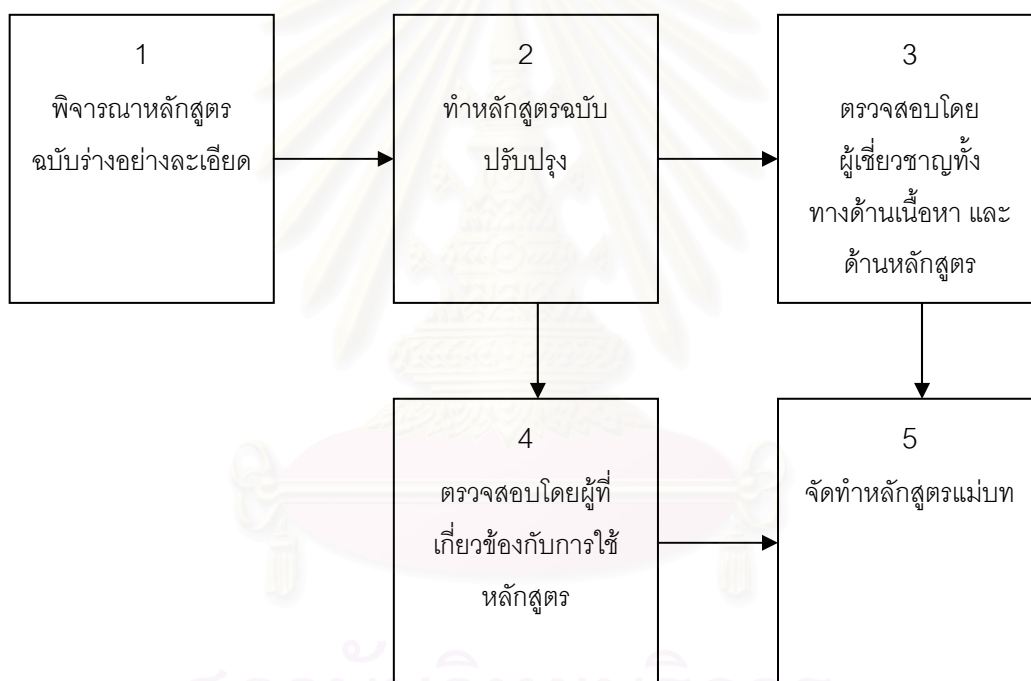 1
พิจารณาหลักสูตร
ฉบับร่างอย่างละเอียด
2
ทำหลักสูตรฉบับ
ปรับปรุง
3
ตรวจสอบโดย
ผู้เชี่ยวชาญทั้ง
ทางด้านเนื้อหา และ
ด้านหลักสูตร
4
ตรวจสอบโดยผู้ที่
เกี่ยวข้องกับการใช้
หลักสูตร
5
จัดทำหลักสูตรแม่บท